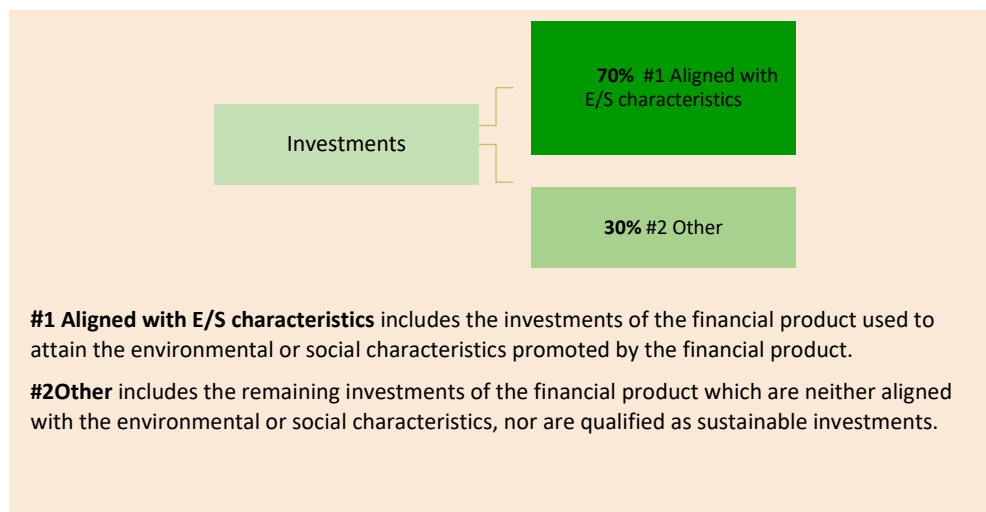 70% #1 Aligned with
E/S characteristics
Investments
30% #2 Other
#1 Aligned with E/S characteristics includes the investments of the financial product used to
attain the environmental or social characteristics promoted by the financial product.
#2Other includes the remaining investments of the financial product which are neither aligned
with the environmental or social characteristics, nor are qualified as sustainable investments.